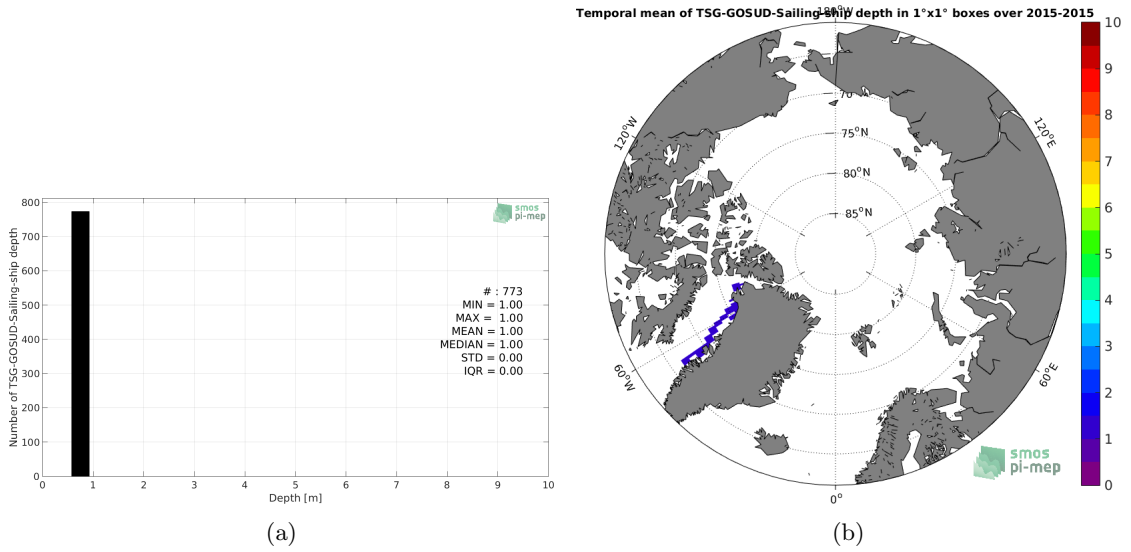 Temporal mean of TSG-GOSUD-Sailing-ship depth in 1°x1° boxes over 2015-2015
180°W
120°W
120°E
60°W
60°E
0°
70
75°N
80°N
85°N
10
9
8
7
6
5
4
3
2
1
0
smos
pi-mep
Number of TSG-GOSUD-Sailing-ship depth
800
700
600
500
400
300
200
100
0
smos
pi-mep
# : 773
MIN = 1.00
MAX = 1.00
MEAN = 1.00
MEDIAN = 1.00
STD = 0.00
IQR = 0.00
0 1 2 3 4 5 6 7 8 9 10
Depth [m]
(a)
(b)